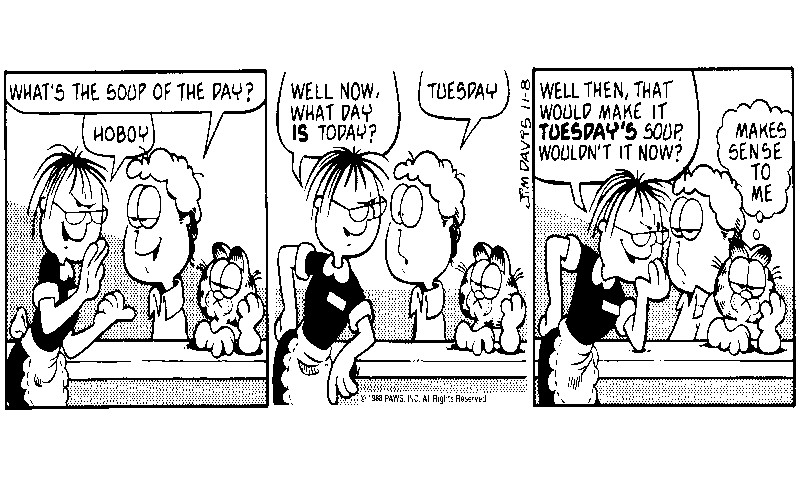 WHAT'S THE SOUP OF THE DAY?
HOBOY
WELL NOW,
WHAT DAY
IS TODAY?
TUESDAY
© 1988 PAWS, INC. All Rights Reserved
JIM DAVIS 11-8
WELL THEN, THAT
WOULD MAKE IT
TUESDAY'S SOUP,
WOULDN'T IT NOW?
MAKES
SENSE
TO
ME